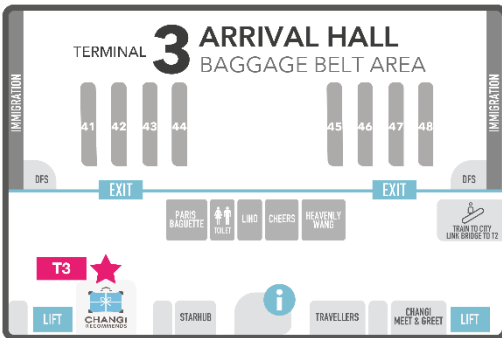 TERMINAL 3 ARRIVAL HALL
BAGGAGE BELT AREA
IMMIGRATION
IMMIGRATION
41 42 43 44
45 46 47 48
DFS
DFS
EXIT
EXIT
PARIS
BAGUETTE
TOILET
LIHO
CHEERS
HEAVENLY
WANG
TRAIN TO CITY
LINK BRIDGE TO T2
T3
LIFT
CHANGI
RECOMMENDS
STARHUB
i
TRAVELLERS
CHANGI
MEET & GREET
LIFT